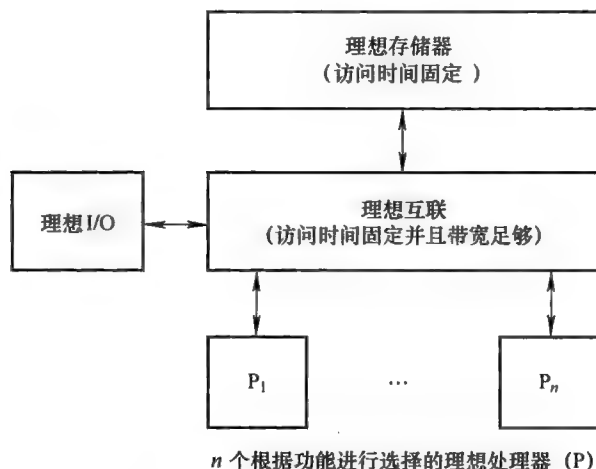 理想存储器
（访问时间固定 ）
理想I/O
理想互联
（访问时间固定并且带宽足够）
P₁
…
Pₙ
n 个根据功能进行选择的理想处理器（P）